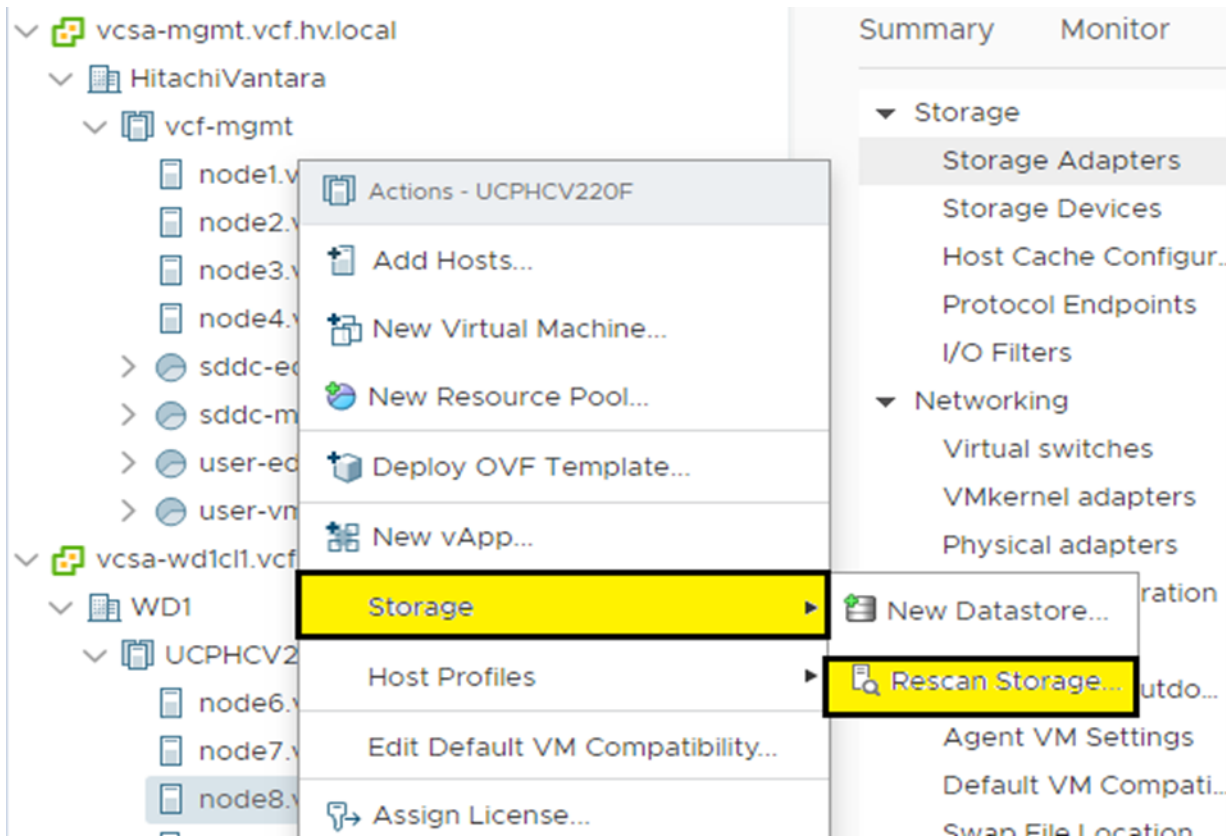 vcsa-mgmt.vcf.hv.local
HitachiVantara
vcf-mgmt
node1.v
node2.v
node3.v
node4.v
sddc-ed
sddc-m
user-ed
user-vm
vcsa-wd1cl1.vcf
WD1
UCPHCV2
node6.v
node7.v
node8.v
Actions - UCPHCV220F
Add Hosts...
New Virtual Machine...
New Resource Pool...
Deploy OVF Template...
New vApp...
Storage
Host Profiles
Edit Default VM Compatibility...
Assign License...
New Datastore...
Rescan Storage...
Summary Monitor
Storage
Storage Adapters
Storage Devices
Host Cache Configur...
Protocol Endpoints
I/O Filters
Networking
Virtual switches
VMkernel adapters
Physical adapters
ration
utdo...
Agent VM Settings
Default VM Compati...
Swap File Location